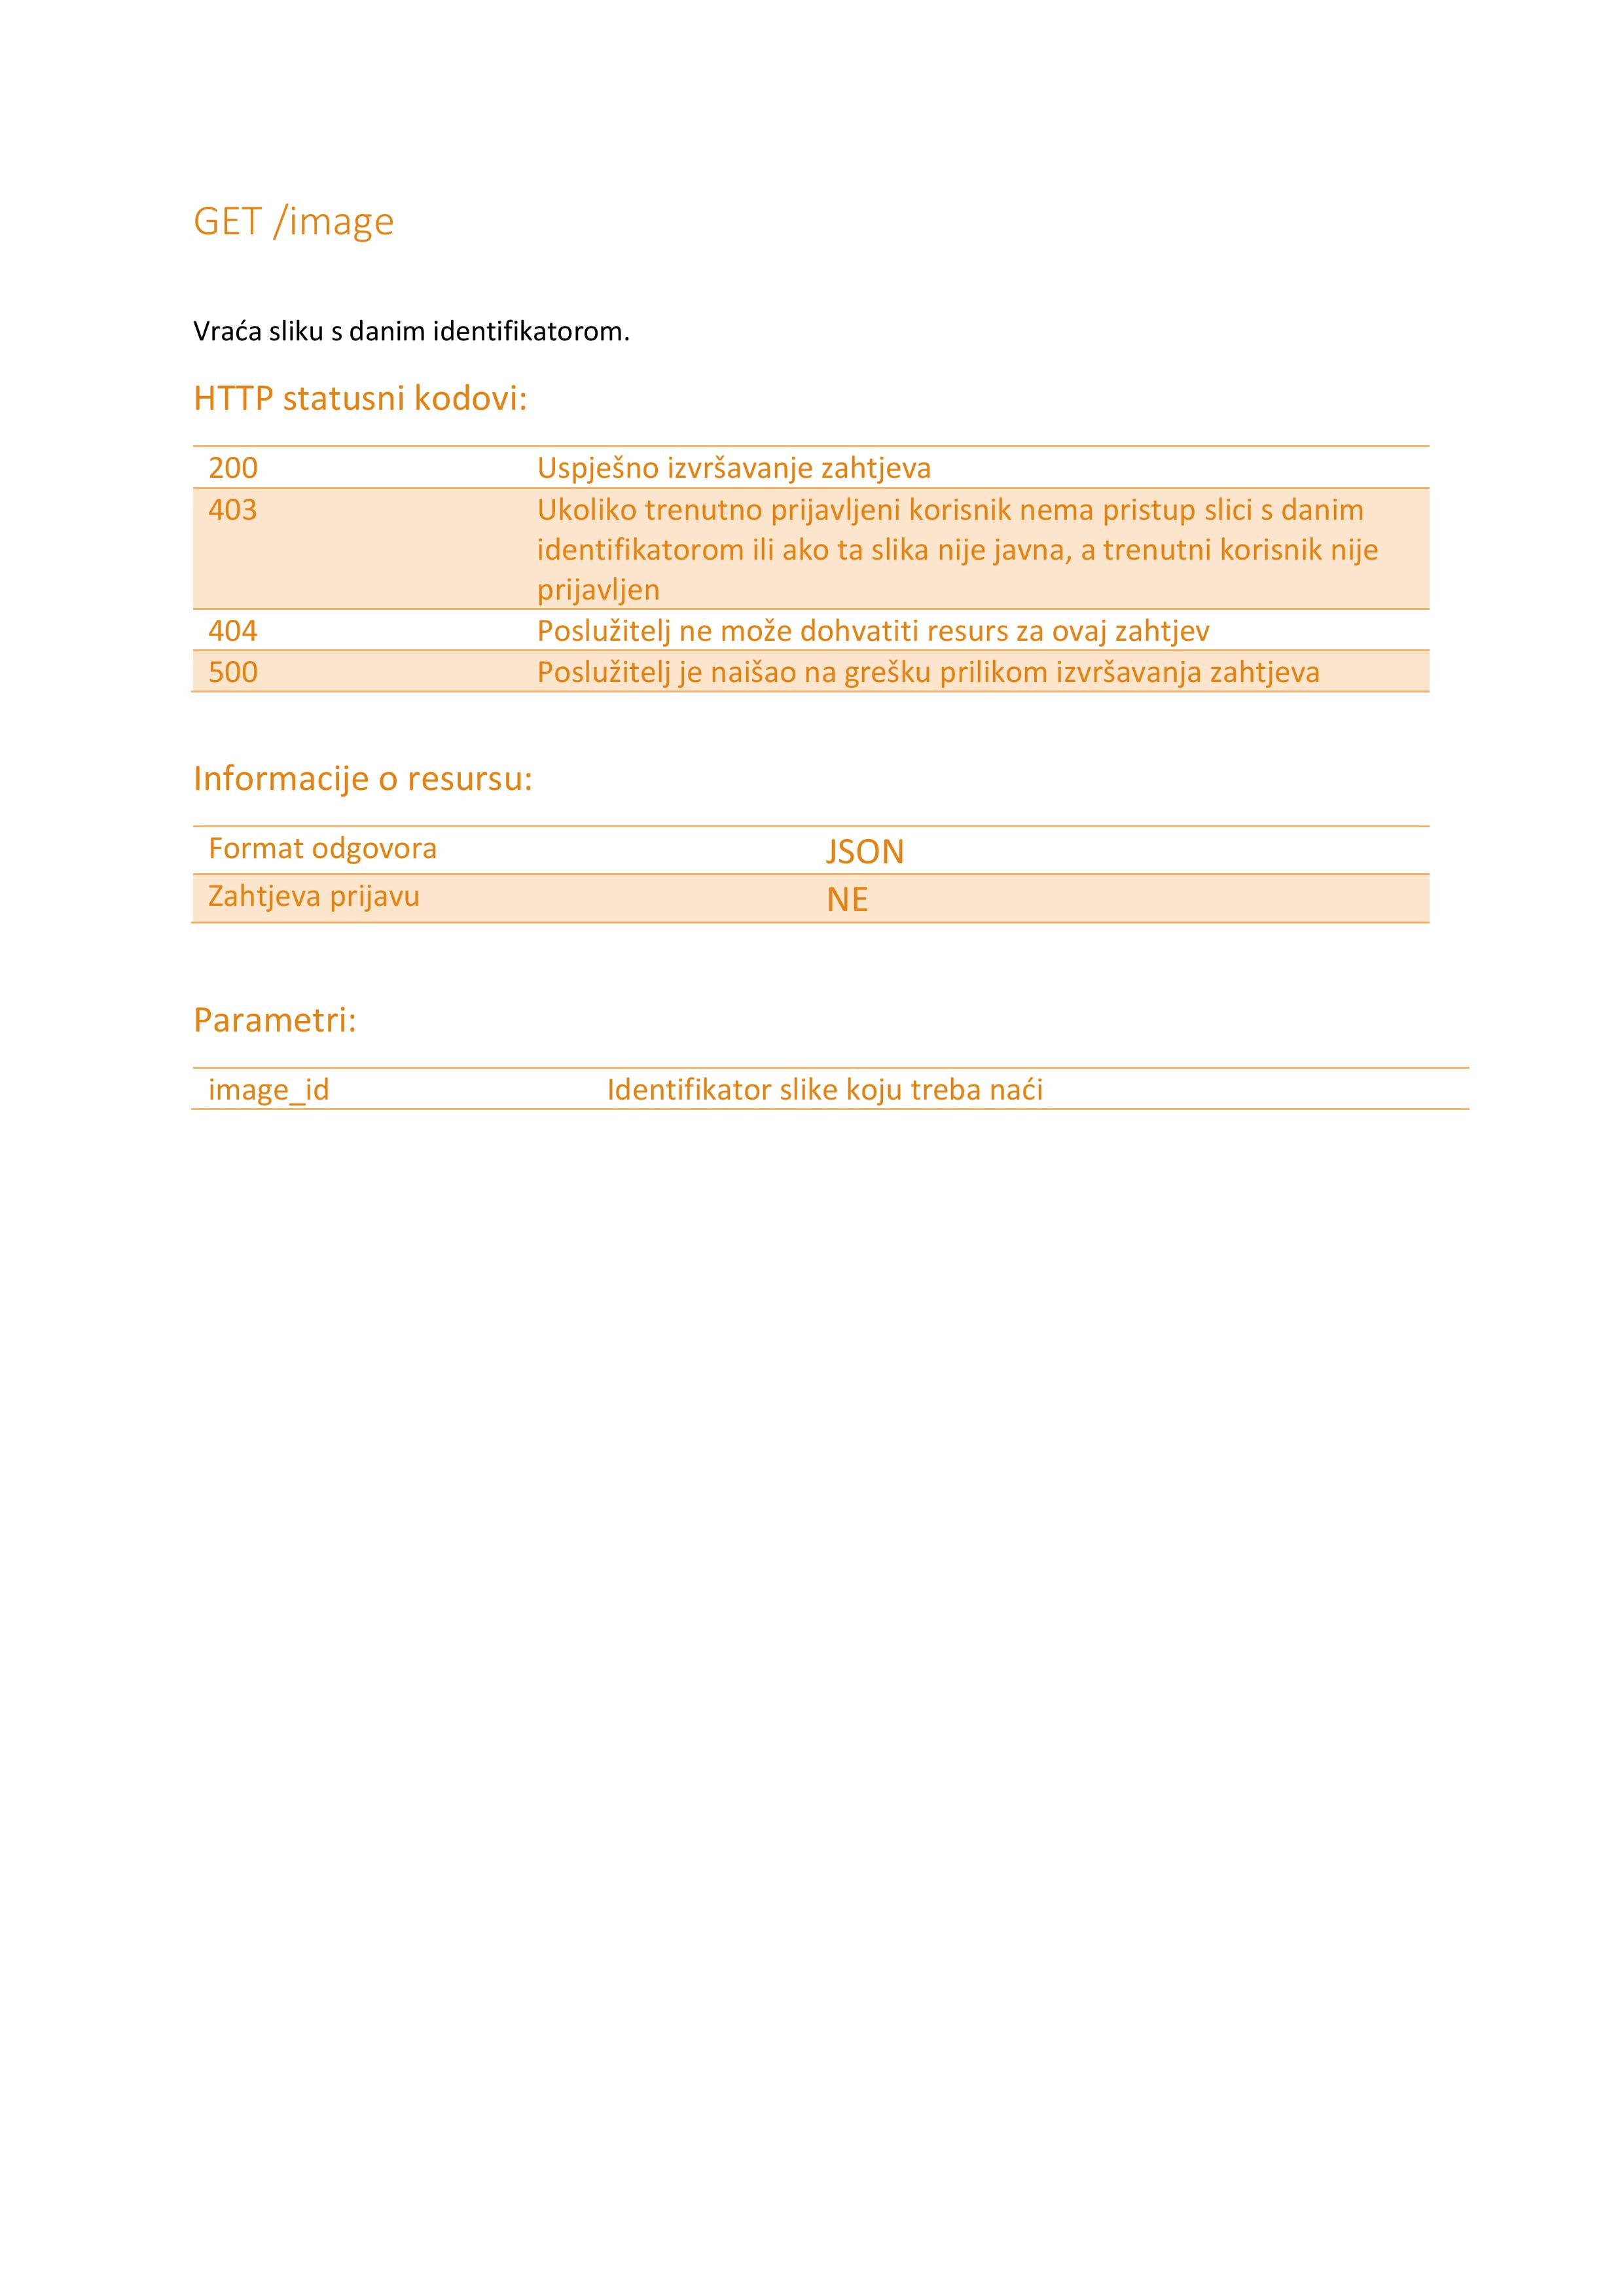 GET /image
Vraća sliku s danim identifikatorom.
HTTP statusni kodovi:
200 Uspješno izvršavanje zahtjeva
403 Ukoliko trenutno prijavljeni korisnik nema pristup slici s danim
identifikatorom ili ako ta slika nije javna, a trenutni korisnik nije
prijavljen
404 Poslužitelj ne može dohvatiti resurs za ovaj zahtjev
500 Poslužitelj je naišao na grešku prilikom izvršavanja zahtjeva
Informacije o resursu:
Format odgovora JSON
Zahtjeva prijavu NE
Parametri:
image_id Identifikator slike koju treba naći